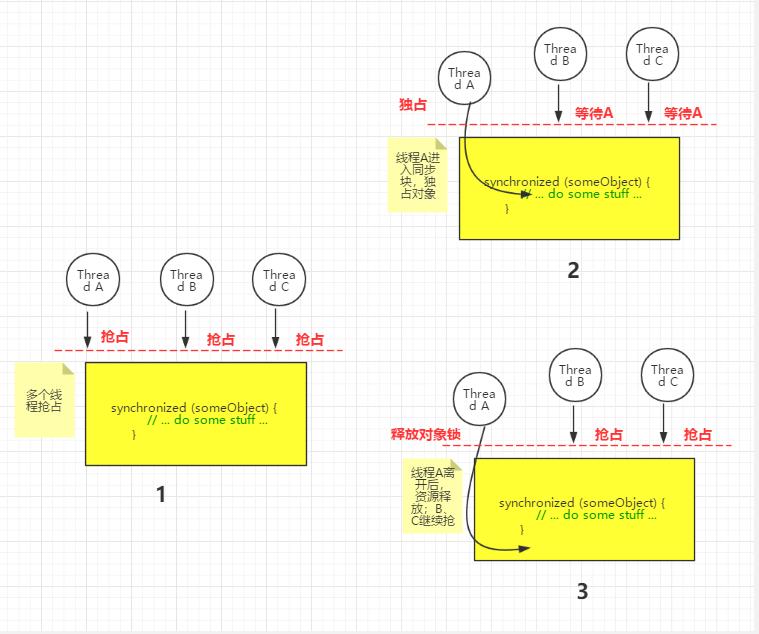 Threa
d A
Threa
d B
Threa
d C
抢占
抢占
抢占
多个线
程抢占
synchronized (someObject) {
// ... do some stuff ...
}
1
Threa
d A
Threa
d B
Threa
d C
独占
等待A
等待A
线程A进
入同步
块，独
占对象
synchronized (someObject) {
// ... do some stuff ...
}
2
Threa
d A
Threa
d B
Threa
d C
释放对象锁
抢占
抢占
线程A离
开后，
资源释
放；B、
C继续抢
synchronized (someObject) {
// ... do some stuff ...
}
3